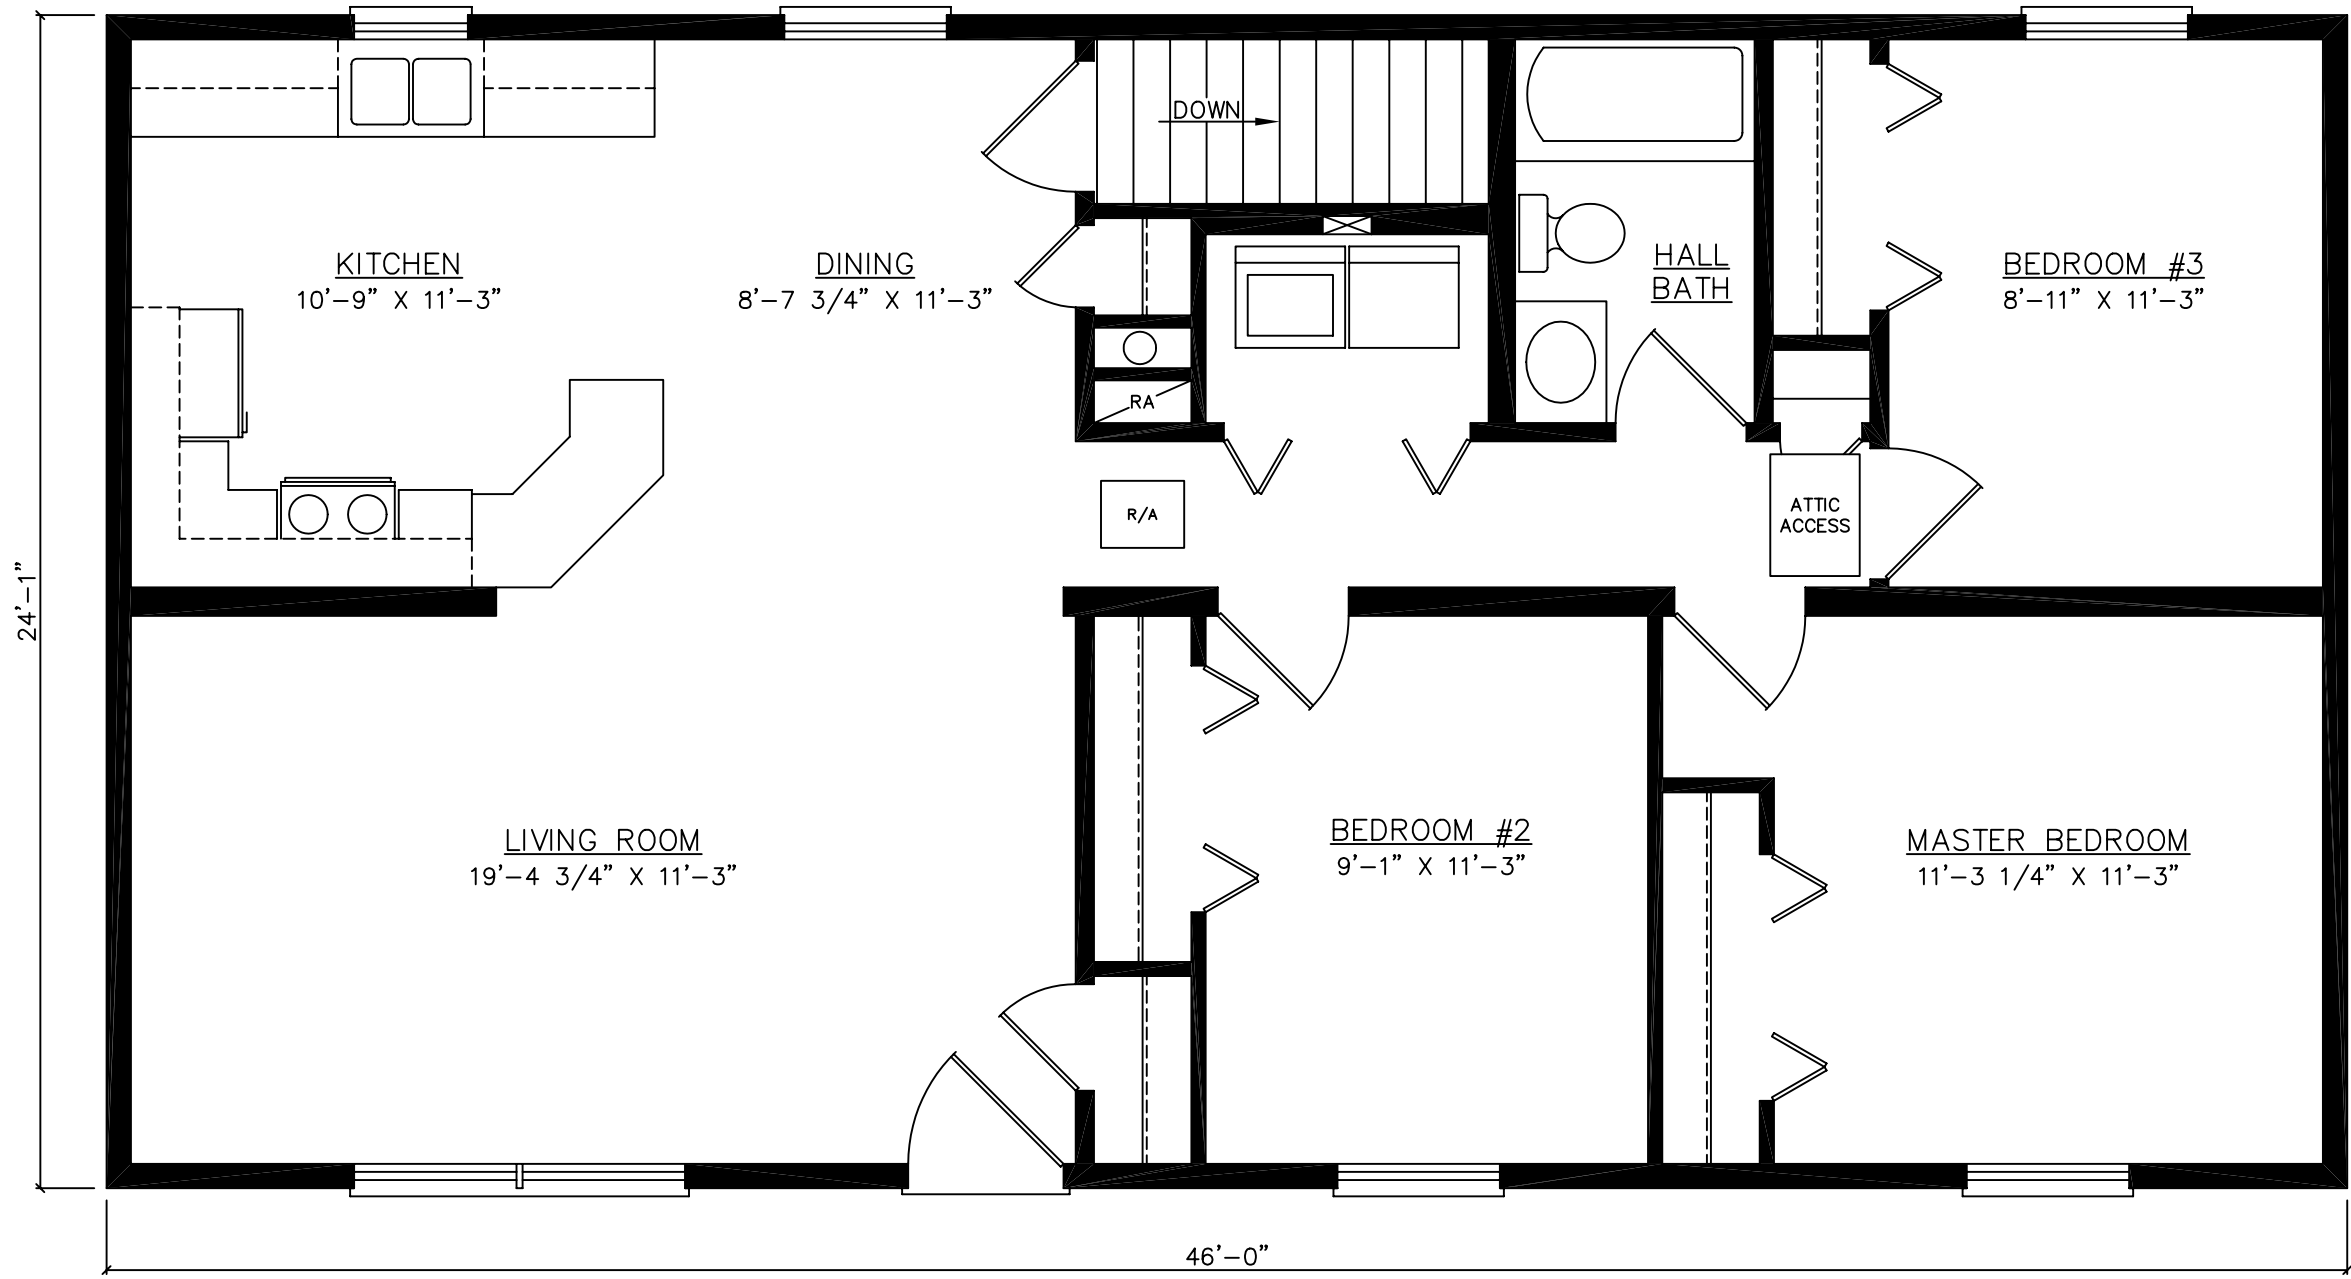 DOWN
KITCHEN
10'-9" X 11'-3"
DINING
8'-7 3/4" X 11'-3"
HALL
BATH
BEDROOM #3
8'-11" X 11'-3"
RA
R/A
ATTIC
ACCESS
24'-1"
LIVING ROOM
19'-4 3/4" X 11'-3"
BEDROOM #2
9'-1" X 11'-3"
MASTER BEDROOM
11'-3 1/4" X 11'-3"
46'-0"